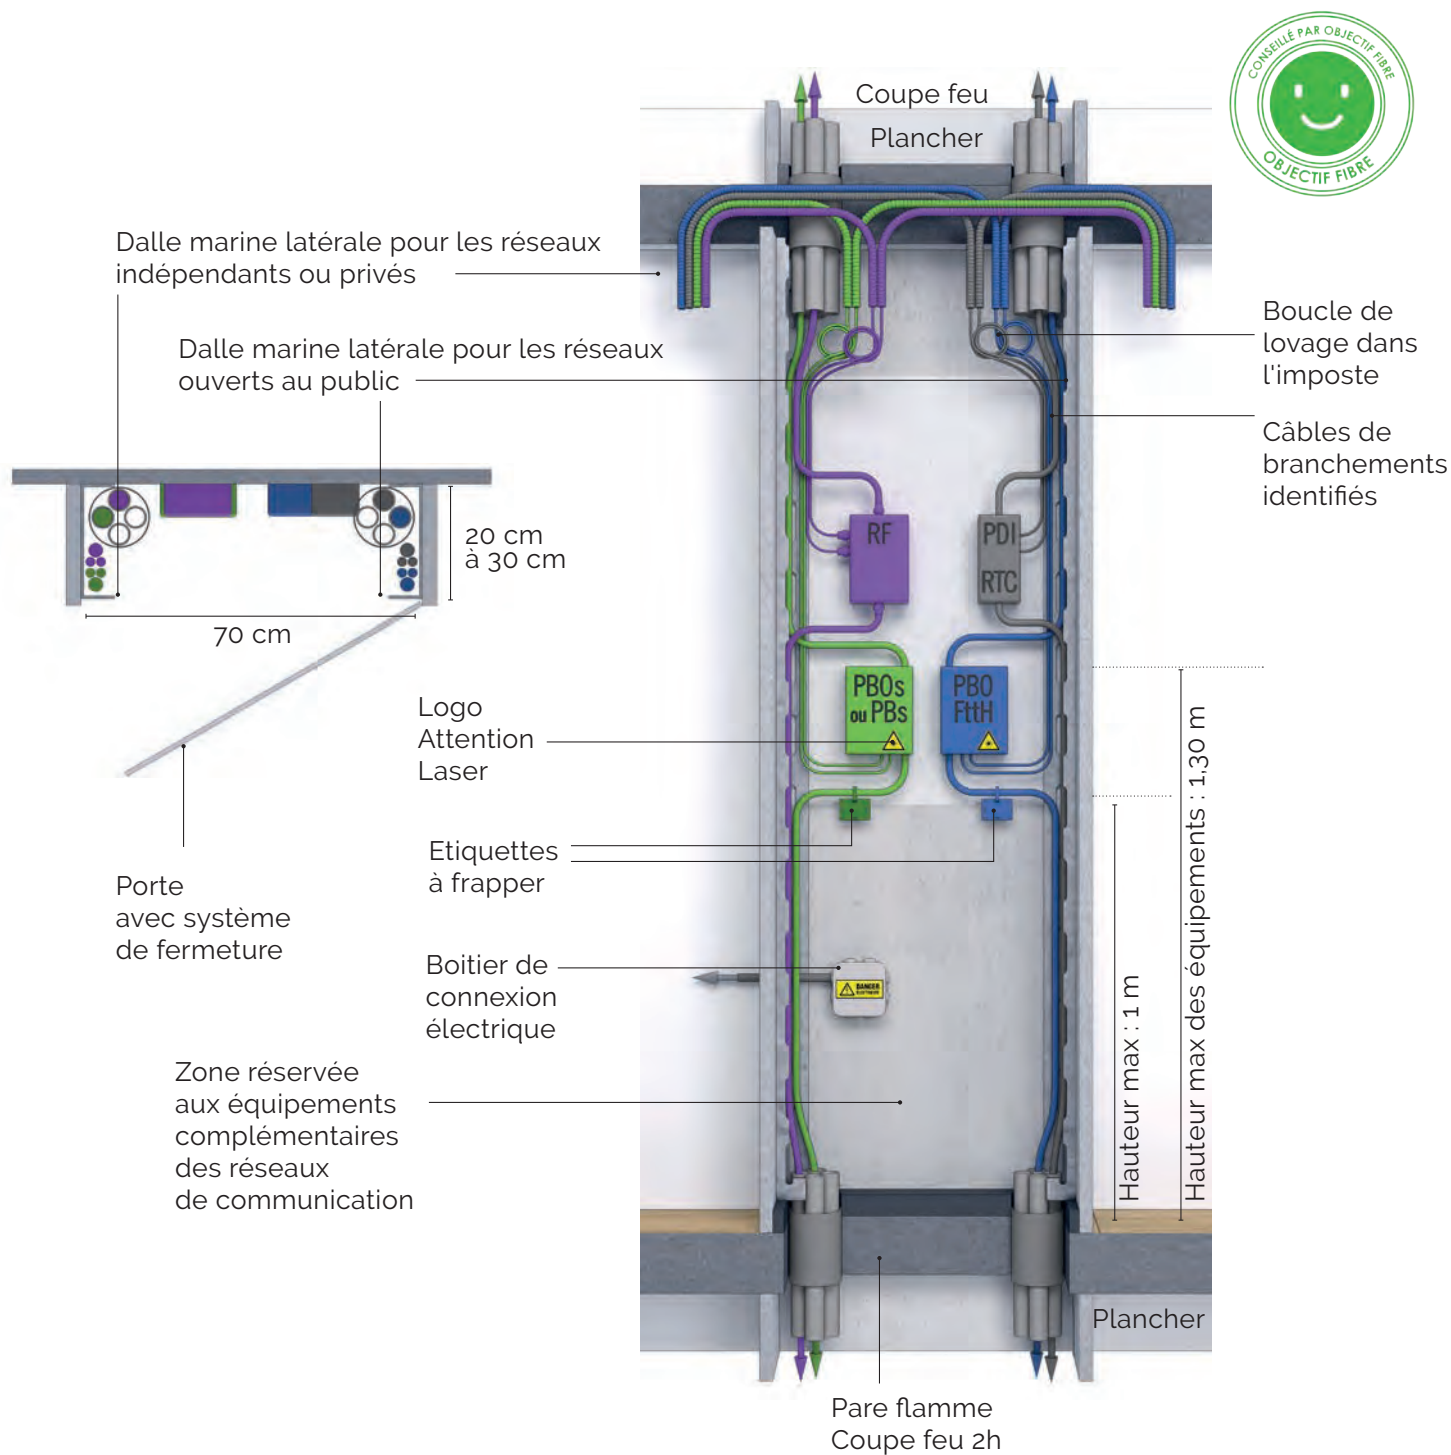 CONSEILLÉ PAR OBJECTIF FIBRE
OBJECTIF FIBRE
Coupe feu
Plancher
Dalle marine latérale pour les réseaux
indépendants ou privés
Dalle marine latérale pour les réseaux
ouverts au public
Boucle de
lovage dans
l'imposte
Câbles de
branchements
identifiés
20 cm
à 30 cm
70 cm
RF
PDI
RTC
PBOs
ou PBs
PBO
FttH
Logo
Attention
Laser
Etiquettes
à frapper
Porte
avec système
de fermeture
Boitier de
connexion
électrique
DANGER
Zone réservée
aux équipements
complémentaires
des réseaux
de communication
Hauteur max : 1 m
Hauteur max des équipements : 1,30 m
Plancher
Pare flamme
Coupe feu 2h